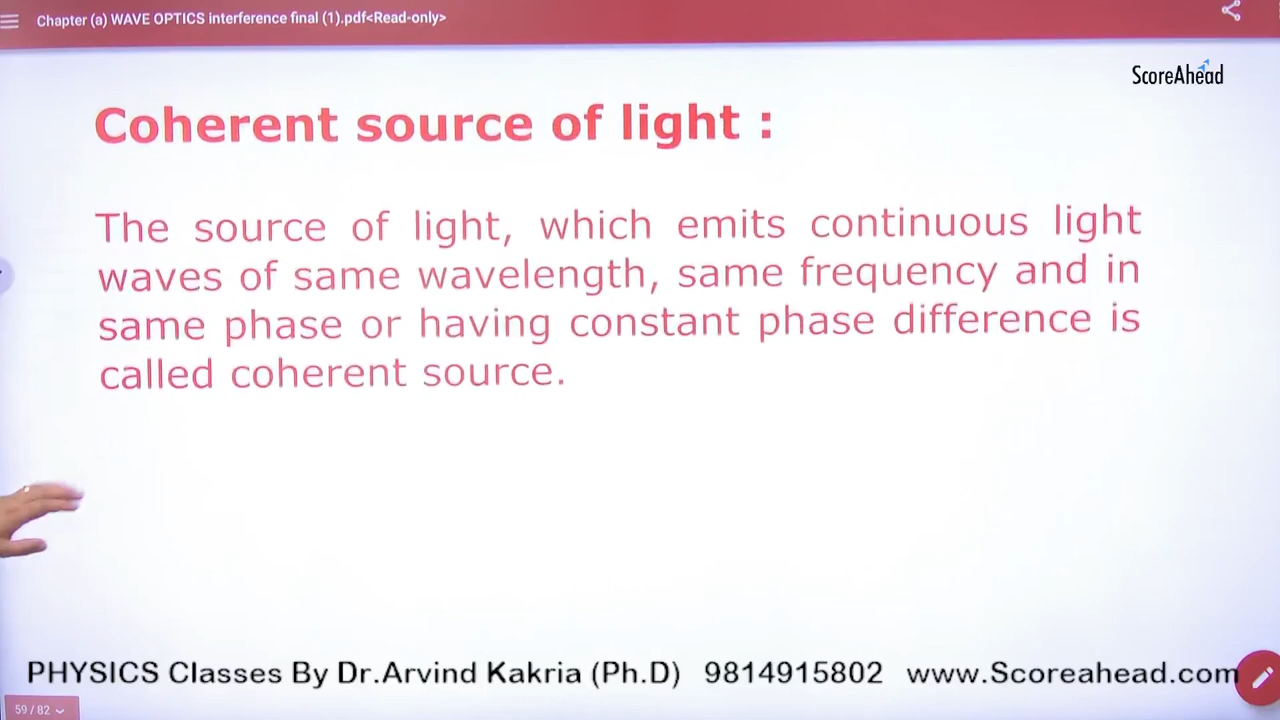 Chapter (a) WAVE OPTICS interference final (1).pdf<Read-only>
ScoreAhead
Coherent source of light :
The source of light, which emits continuous light
waves of same wavelength, same frequency and in
same phase or having constant phase difference is
called coherent source.
PHYSICS Classes By Dr.Arvind Kakria (Ph.D) 9814915802 www.Scoreahead.com
59 / 82